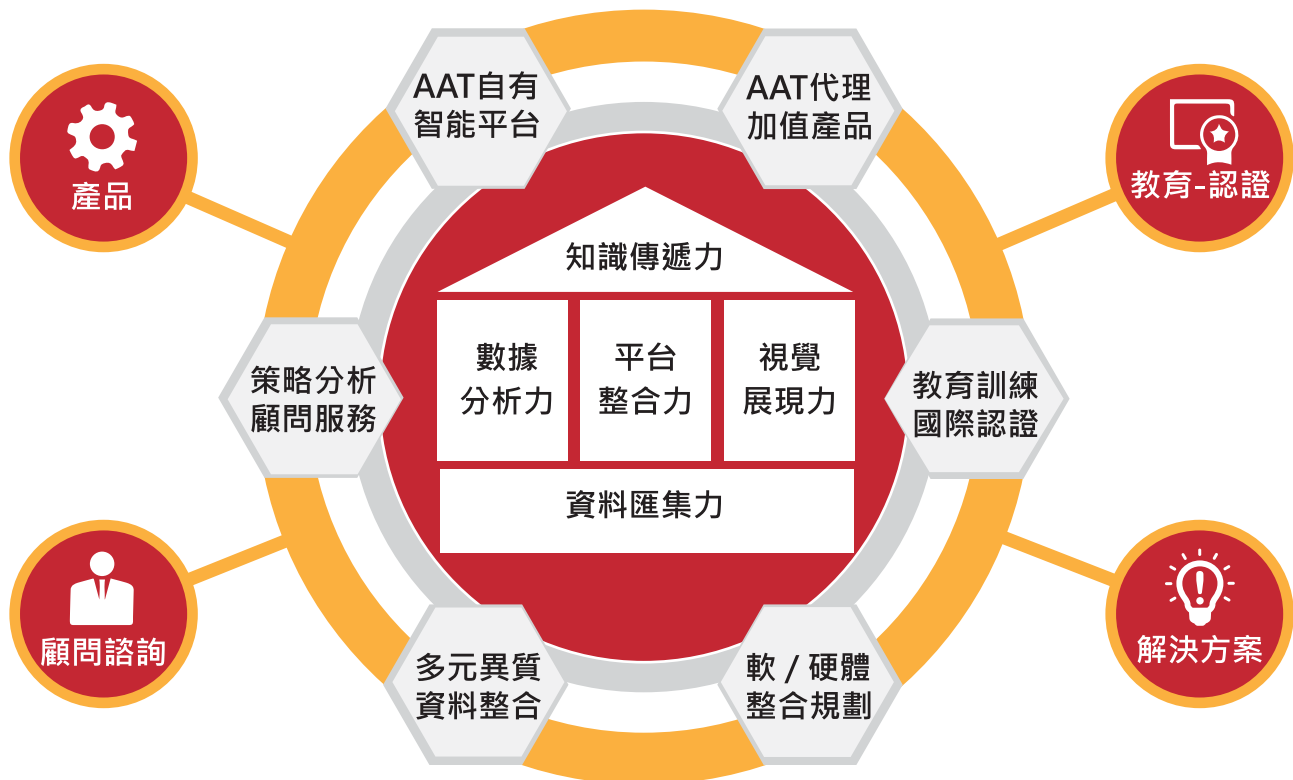 AAT自有
智能平台
AAT代理
加值產品
產品
教育-認證
知識傳遞力
數據
分析力
平台
整合力
視覺
展現力
策略分析
顧問服務
教育訓練
國際認證
資料匯集力
顧問諮詢
解決方案
多元異質
資料整合
軟 / 硬體
整合規劃